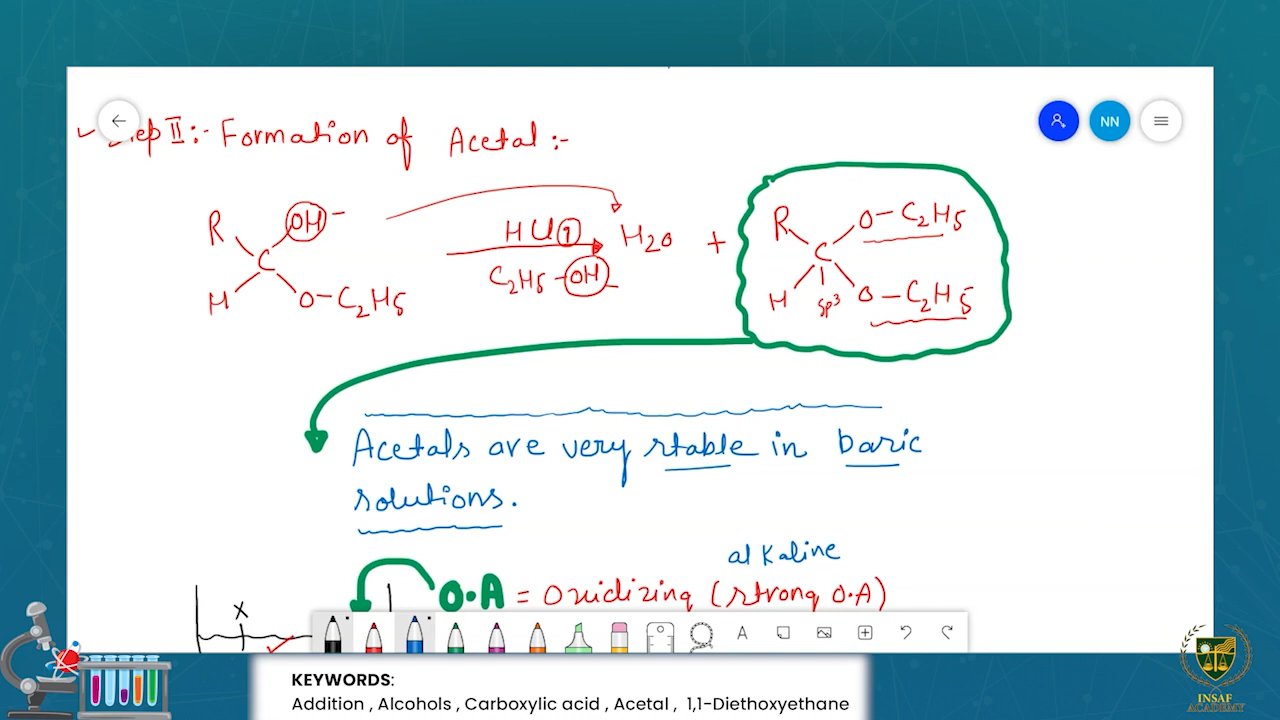 Step II :- Formation of Acetal :-
R OH
C
H O-C2H5
HCl(g)
C2H5-OH
H2O +
R O-C2H5
C
H sp3 O-C2H5
Acetals are very stable in basic
solutions.
alkaline
O.A = Oxidizing (strong O.A)
X
NN
A
KEYWORDS:
Addition , Alcohols , Carboxylic acid , Acetal , 1,1-Diethoxyethane
INSAF
ACADEMY